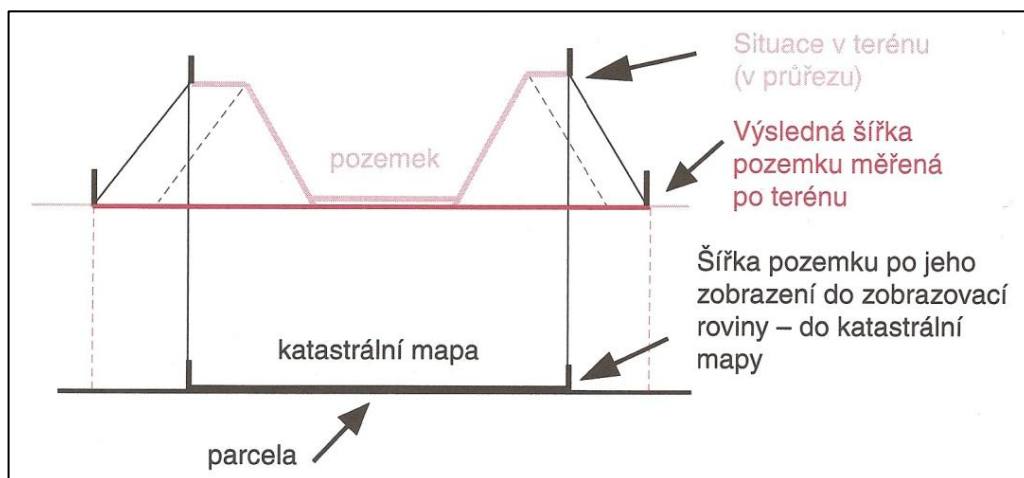 Situace v terénu
(v průřezu)
pozemek
Výsledná šířka
pozemku měřená
po terénu
Šířka pozemku po jeho
zobrazení do zobrazovací
roviny – do katastrální
mapy
katastrální mapa
parcela